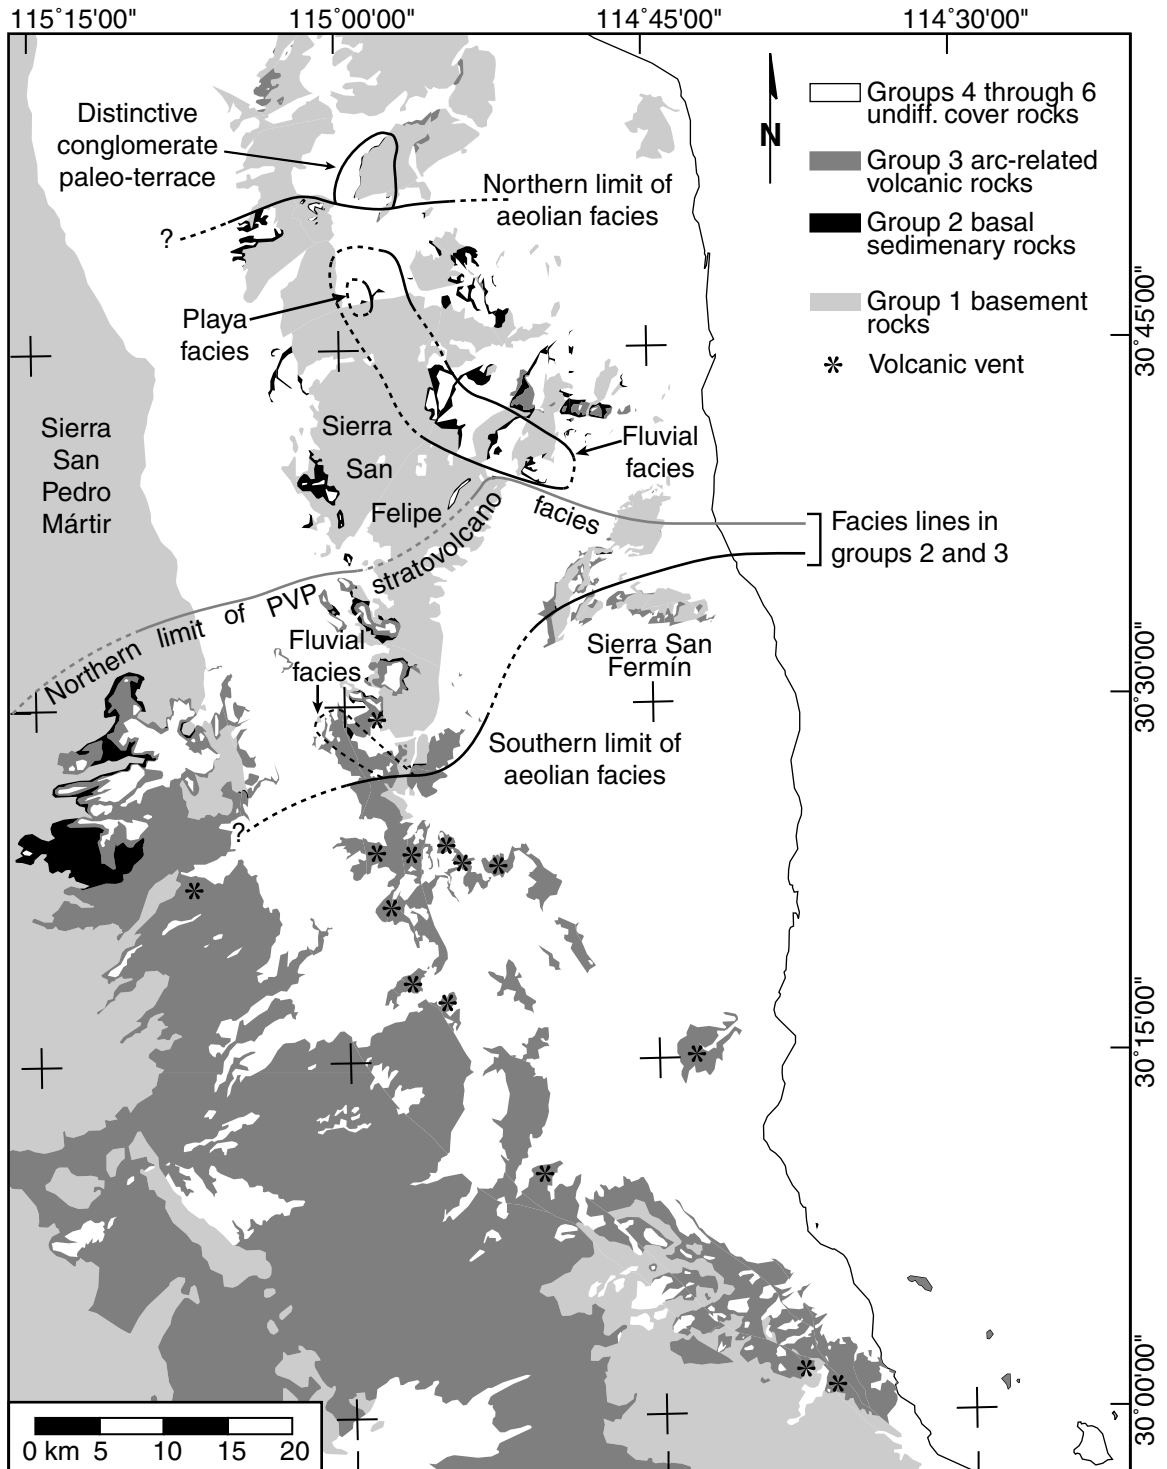 115°15'00"
115°00'00"
114°45'00"
114°30'00"
Distinctive
conglomerate
paleo-terrace
Northern limit of
aeolian facies
?
N
Groups 4 through 6
undiff. cover rocks
Group 3 arc-related
volcanic rocks
Group 2 basal
sedimenary rocks
Group 1 basement
rocks
Volcanic vent
Playa
facies
30°45'00"
Sierra
San
Pedro
Mártir
Sierra
San
Felipe
Fluvial
facies
Northern limit of PVP stratovolcano facies
Facies lines in
groups 2 and 3
Fluvial
facies
Sierra San
Fermín
30°30'00"
Southern limit of
aeolian facies
?
30°15'00"
30°00'00"
0 km 5 10 15 20